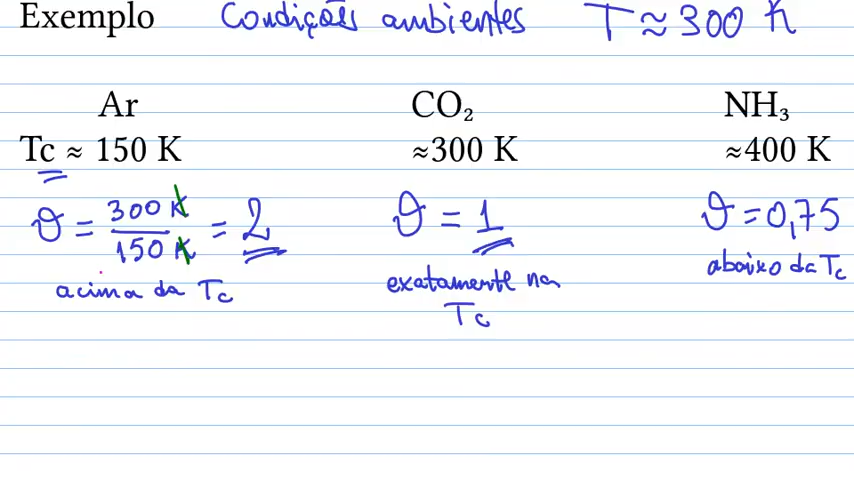 Exemplo Condições ambientes T ≈ 300 K
Ar CO₂ NH₃
Tc ≈ 150 K ≈300 K ≈400 K
ϑ = 300 K / 150 K = 2 ϑ = 1 ϑ = 0,75
acima da Tc exatamente na abaixo da Tc
Tc